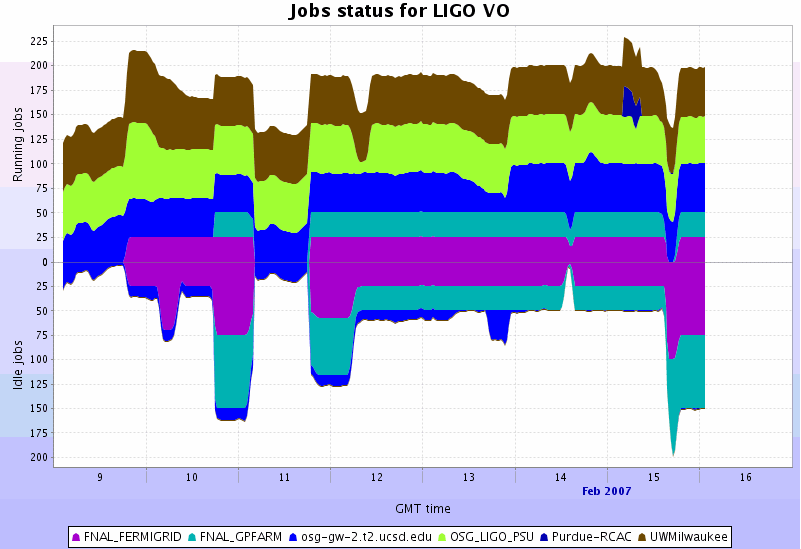 Jobs status for LIGO VO
Running jobs
Idle jobs
225
200
175
150
125
100
75
50
25
0
25
50
75
100
125
150
175
200
9 10 11 12 13 14 15 16
Feb 2007
GMT time
FNAL_FERMIGRID FNAL_GPFARM osg-gw-2.t2.ucsd.edu OSG_LIGO_PSU Purdue-RCAC UWMilwaukee